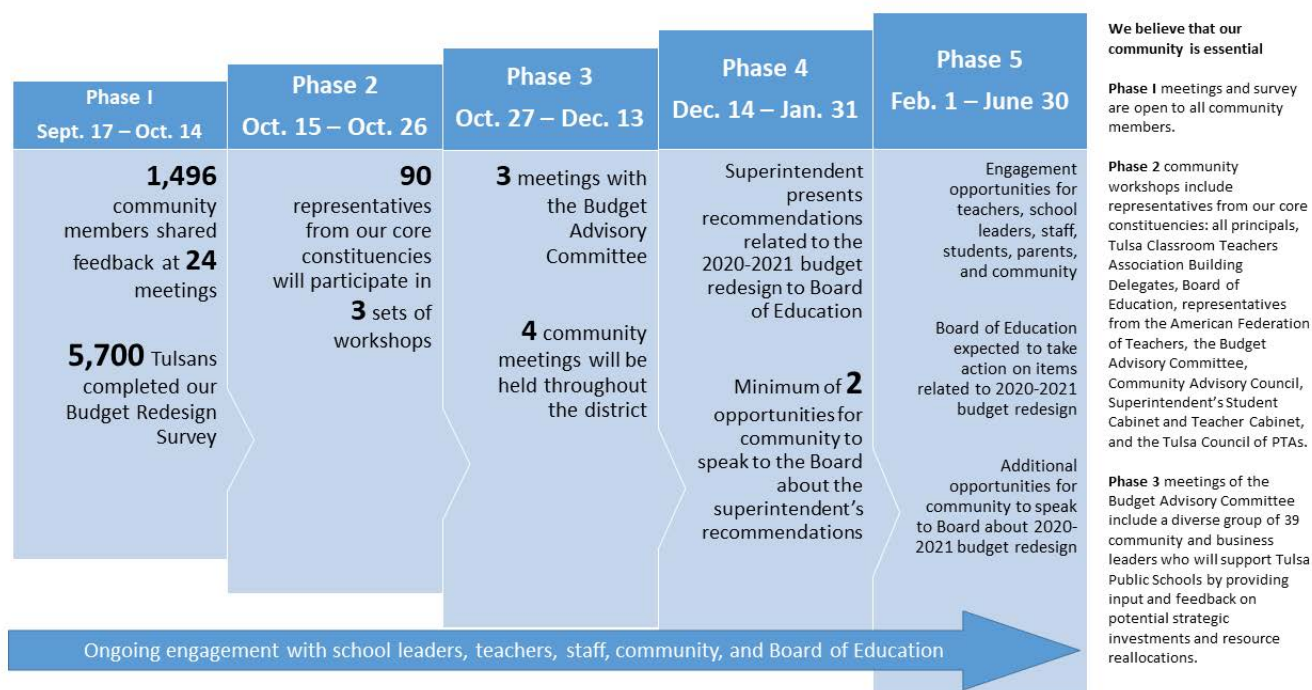 Phase I
Sept. 17 – Oct. 14
1,496
community
members shared
feedback at 24
meetings
5,700 Tulsans
completed our
Budget Redesign
Survey
Phase 2
Oct. 15 – Oct. 26
90
representatives
from our core
constituencies
will participate in
3 sets of
workshops
Phase 3
Oct. 27 – Dec. 13
3 meetings with
the Budget
Advisory
Committee
4 community
meetings will be
held throughout
the district
Phase 4
Dec. 14 – Jan. 31
Superintendent
presents
recommendations
related to the
2020-2021 budget
redesign to Board
of Education
Minimum of 2
opportunities for
community to
speak to the Board
about the
superintendent's
recommendations
Phase 5
Feb. 1 – June 30
Engagement
opportunities for
teachers, school
leaders, staff,
students, parents,
and community
Board of Education
expected to take
action on items
related to 2020-2021
budget redesign
Additional
opportunities for
community to speak
to Board about 2020-
2021 budget redesign
Ongoing engagement with school leaders, teachers, staff, community, and Board of Education
We believe that our
community is essential
Phase I meetings and survey
are open to all community
members.
Phase 2 community
workshops include
representatives from our core
constituencies: all principals,
Tulsa Classroom Teachers
Association Building
Delegates, Board of
Education, representatives
from the American Federation
of Teachers, the Budget
Advisory Committee,
Community Advisory Council,
Superintendent's Student
Cabinet and Teacher Cabinet,
and the Tulsa Council of PTAs.
Phase 3 meetings of the
Budget Advisory Committee
include a diverse group of 39
community and business
leaders who will support Tulsa
Public Schools by providing
input and feedback on
potential strategic
investments and resource
reallocations.